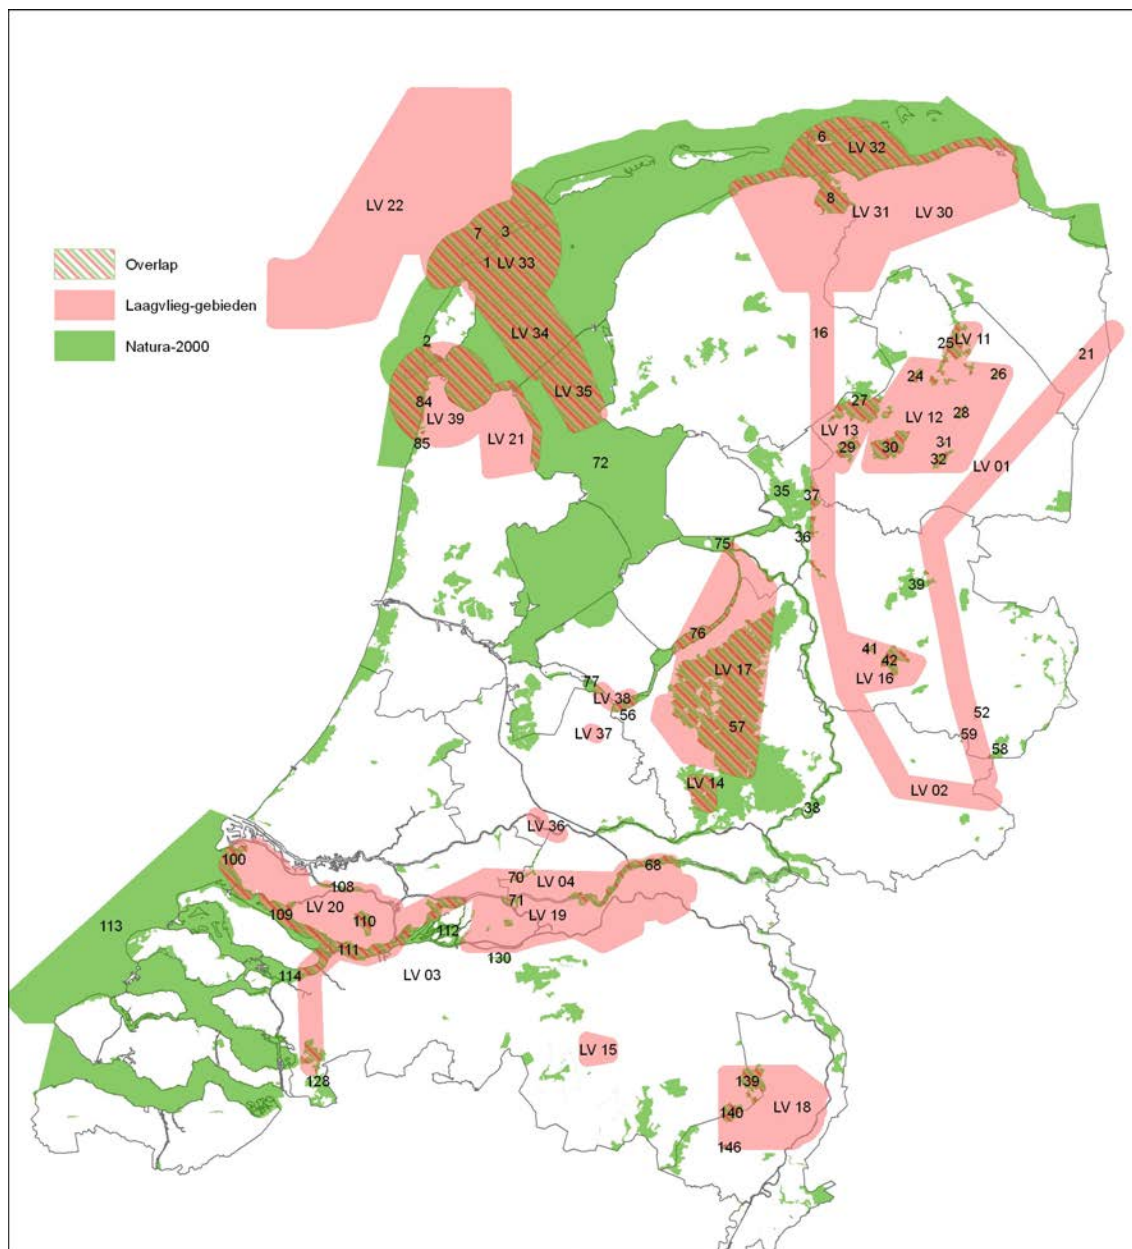 6
LV 32
8
LV 31
LV 30
LV 22
7
3
1
LV 33
Overlap
Laagvlieg-gebieden
Natura-2000
2
LV 34
16
25
LV 11
21
24
26
LV 35
84
LV 39
27
LV 12
28
85
LV 21
LV 13
29
30
31
32
72
LV 01
35
37
36
75
39
76
41
42
LV 17
LV 16
77
LV 38
56
57
52
LV 37
59
58
LV 14
LV 02
38
LV 36
100
68
108
70
LV 04
71
109
LV 20
110
LV 19
113
112
111
130
114
LV 03
LV 15
128
139
140
LV 18
146